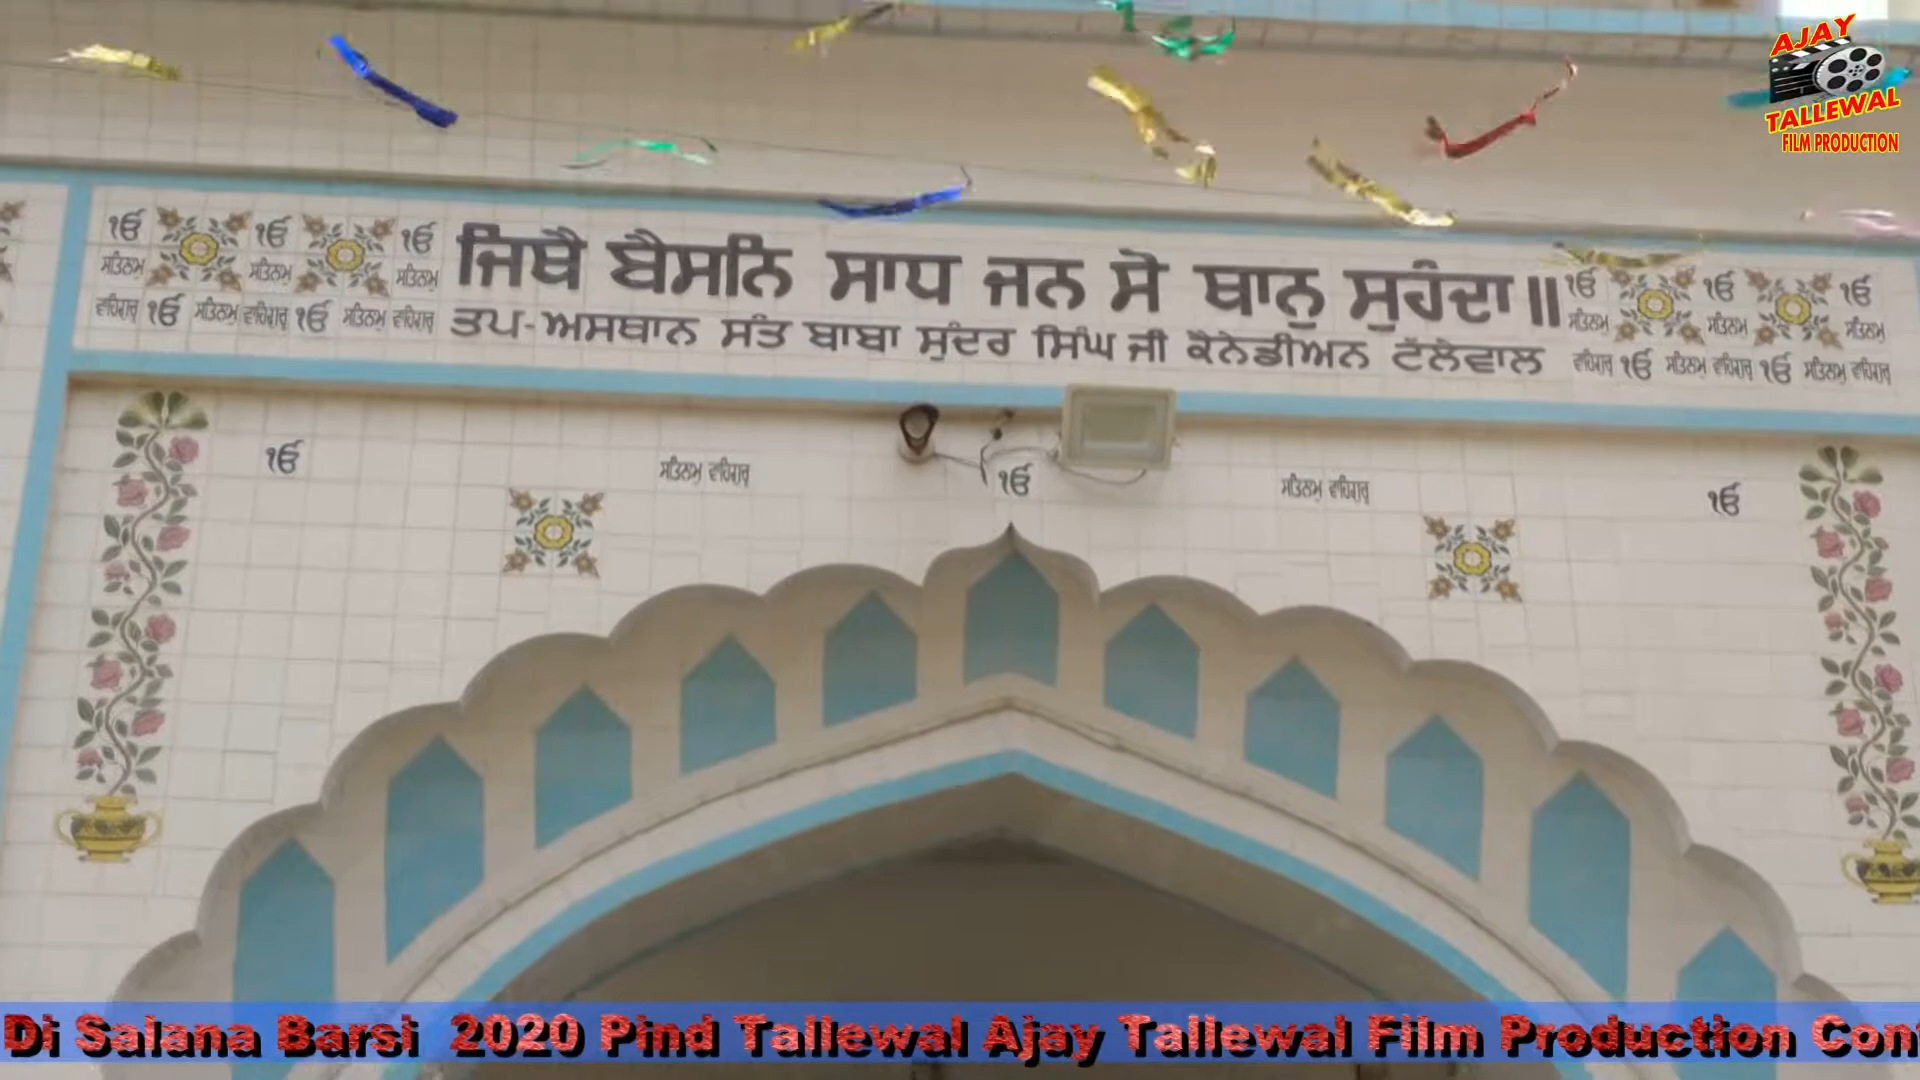 AJAY
TALLEWAL
FILM PRODUCTION
ੴ ੴ ੴ
ਸਤਿਨਾਮੁ ਸਤਿਨਾਮੁ ਸਤਿਨਾਮੁ
ਵਾਹਿਗੁਰੂ ੴ ਸਤਿਨਾਮੁ ਵਾਹਿਗੁਰੂ ੴ ਸਤਿਨਾਮੁ ਵਾਹਿਗੁਰੂ
ਜਿਥੈ ਬੈਸਨਿ ਸਾਧ ਜਨ ਸੋ ਥਾਨੁ ਸੁਹੰਦਾ॥
ਤਪ-ਅਸਥਾਨ ਸੰਤ ਬਾਬਾ ਸੁੰਦਰ ਸਿੰਘ ਜੀ ਕੈਨੇਡੀਅਨ ਟੱਲੇਵਾਲ
ੴ ੴ ੴ
ਸਤਿਨਾਮੁ ਸਤਿਨਾਮੁ ਸਤਿਨਾਮੁ
ਵਾਹਿਗੁਰੂ ੴ ਸਤਿਨਾਮੁ ਵਾਹਿਗੁਰੂ ੴ ਸਤਿਨਾਮੁ ਵਾਹਿਗੁਰੂ
ੴ ਸਤਿਨਾਮੁ ਵਾਹਿਗੁਰੂ ੴ ਸਤਿਨਾਮੁ ਵਾਹਿਗੁਰੂ ੴ
Di Salana Barsi 2020 Pind Tallewal Ajay Tallewal Film Production